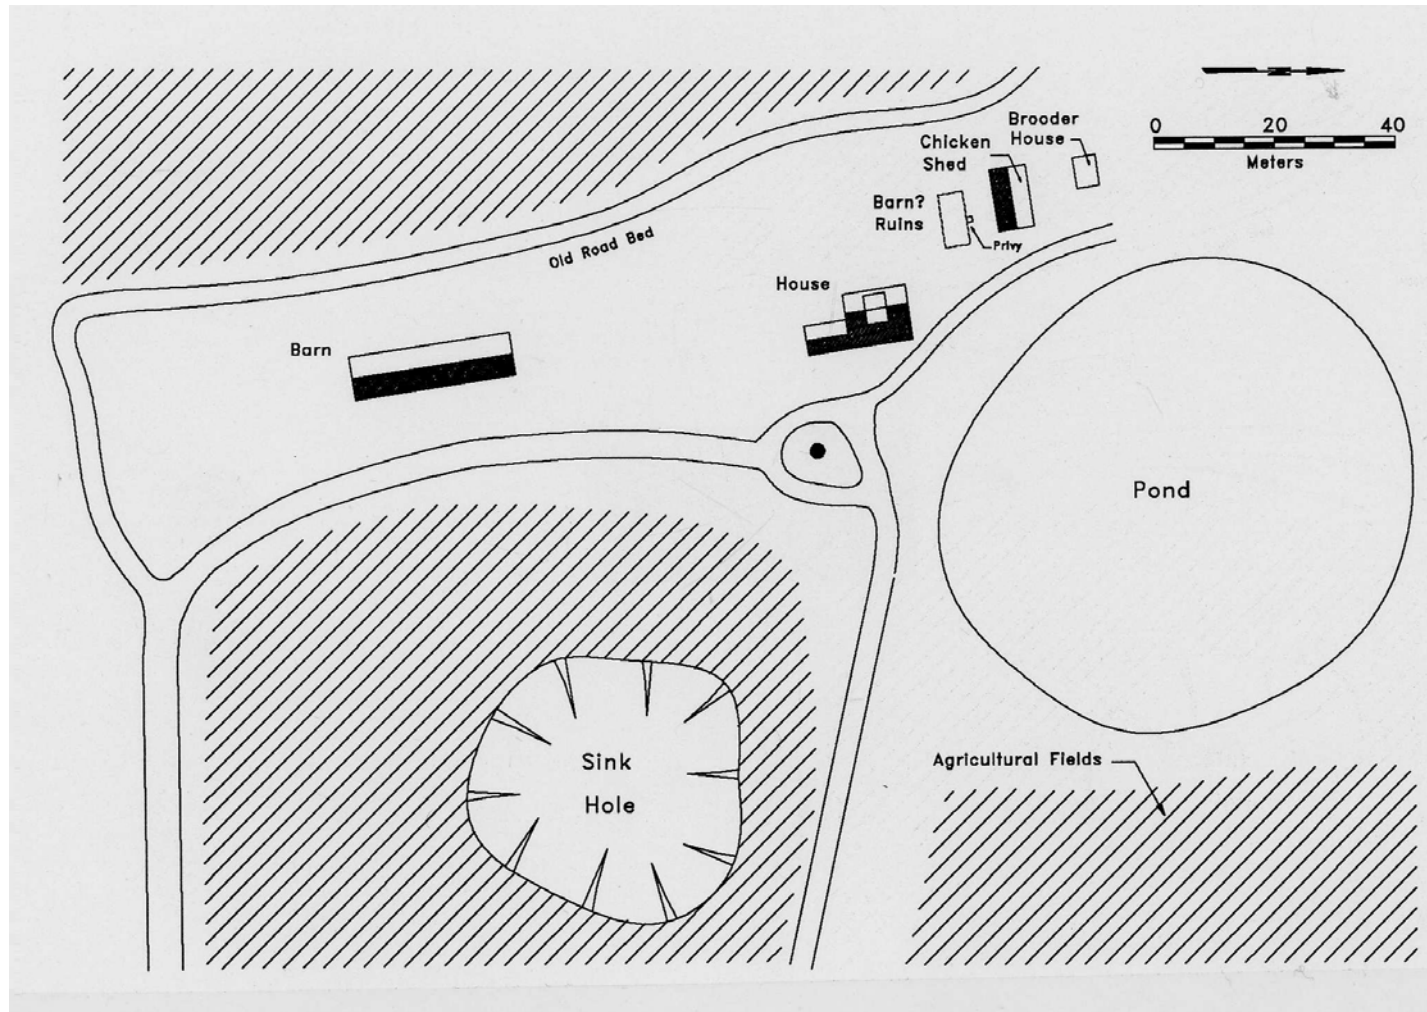 N
0 20 40
Meters
Brooder
House
Chicken
Shed
Barn?
Ruins
Privy
Old Road Bed
House
Barn
Pond
Sink
Hole
Agricultural Fields